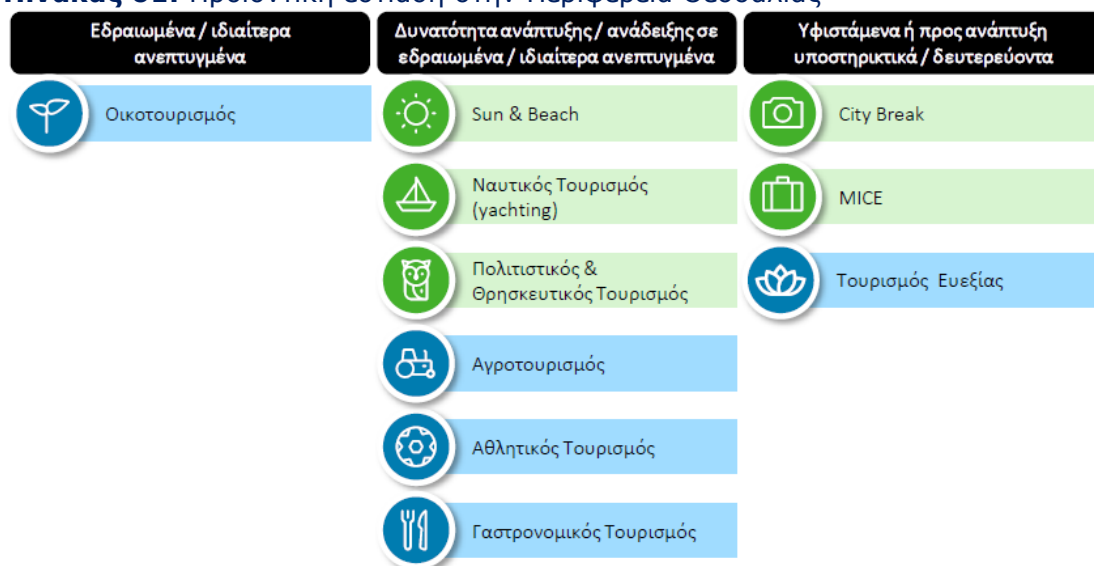 Εδραιωμένα / ιδιαίτερα
ανεπτυγμένα
Οικοτουρισμός
Δυνατότητα ανάπτυξης / ανάδειξης σε
εδραιωμένα / ιδιαίτερα ανεπτυγμένα
Sun & Beach
Ναυτικός Τουρισμός
(yachting)
Πολιτιστικός &
Θρησκευτικός Τουρισμός
Αγροτουρισμός
Αθλητικός Τουρισμός
Γαστρονομικός Τουρισμός
Υφιστάμενα ή προς ανάπτυξη
υποστηρικτικά / δευτερεύοντα
City Break
MICE
Τουρισμός Ευεξίας